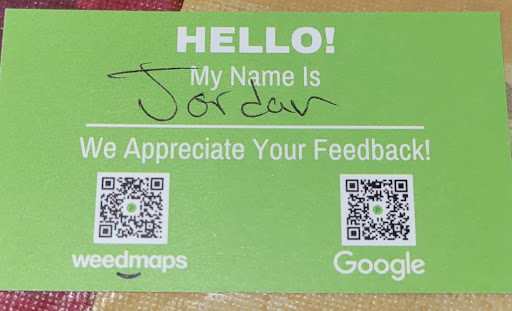 HELLO!
My Name Is
Jordan
We Appreciate Your Feedback!
weedmaps
Google